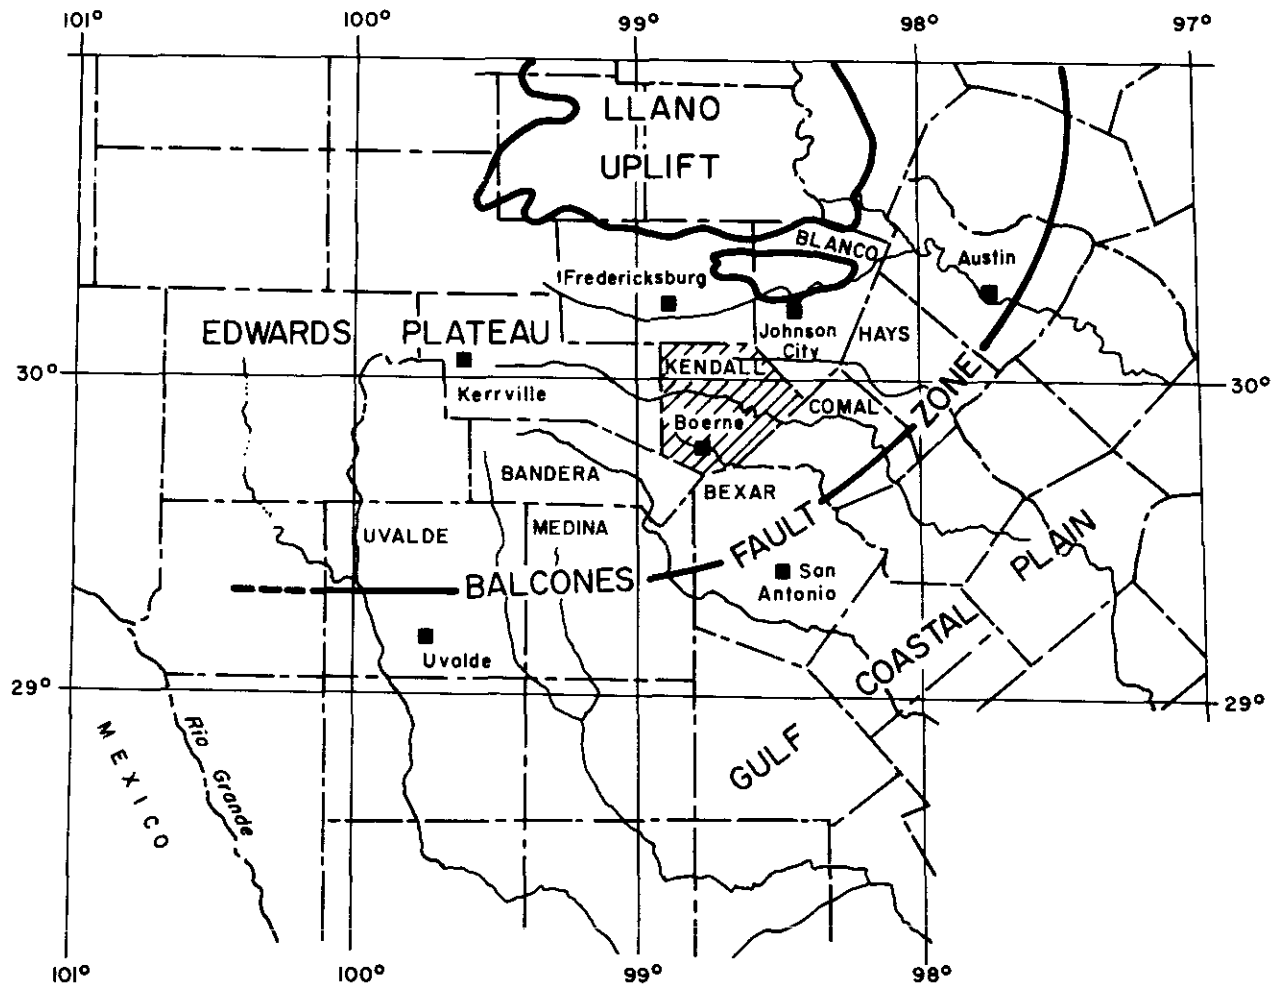 101° 100° 99° 98° 97°
LLANO
UPLIFT
BLANCO
Austin
Fredericksburg
EDWARDS PLATEAU
Johnson
City
HAYS
30° 30°
KENDALL
ZONE
Kerrville
COMAL
Boerne
BANDERA
BEXAR
UVALDE
MEDINA
FAULT
PLAIN
BALCONES
San
Antonio
COASTAL
Uvalde
29° 29°
MEXICO
Rio Grande
GULF
101° 100° 99° 98°